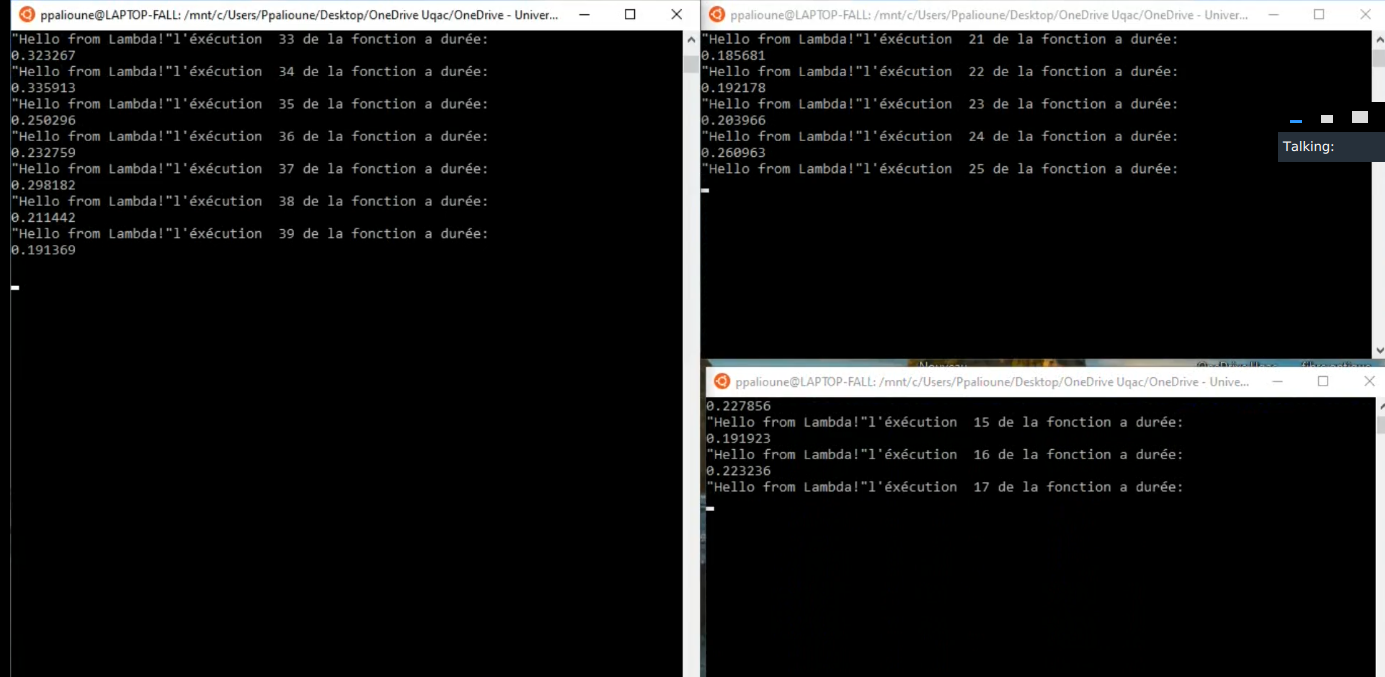 ppalioune@LAPTOP-FALL: /mnt/c/Users/Ppalioune/Desktop/OneDrive Uqac/OneDrive - Univer...
"Hello from Lambda!"l'éxécution  33 de la fonction a durée:
0.323267
"Hello from Lambda!"l'éxécution  34 de la fonction a durée:
0.335913
"Hello from Lambda!"l'éxécution  35 de la fonction a durée:
0.250296
"Hello from Lambda!"l'éxécution  36 de la fonction a durée:
0.232759
"Hello from Lambda!"l'éxécution  37 de la fonction a durée:
0.298182
"Hello from Lambda!"l'éxécution  38 de la fonction a durée:
0.211442
"Hello from Lambda!"l'éxécution  39 de la fonction a durée:
0.191369
ppalioune@LAPTOP-FALL: /mnt/c/Users/Ppalioune/Desktop/OneDrive Uqac/OneDrive - Univer...
"Hello from Lambda!"l'éxécution  21 de la fonction a durée:
0.185681
"Hello from Lambda!"l'éxécution  22 de la fonction a durée:
0.192178
"Hello from Lambda!"l'éxécution  23 de la fonction a durée:
0.203966
"Hello from Lambda!"l'éxécution  24 de la fonction a durée:
0.260963
"Hello from Lambda!"l'éxécution  25 de la fonction a durée:
Talking:
ppalioune@LAPTOP-FALL: /mnt/c/Users/Ppalioune/Desktop/OneDrive Uqac/OneDrive - Unive...
0.227856
"Hello from Lambda!"l'éxécution  15 de la fonction a durée:
0.191923
"Hello from Lambda!"l'éxécution  16 de la fonction a durée:
0.223236
"Hello from Lambda!"l'éxécution  17 de la fonction a durée: